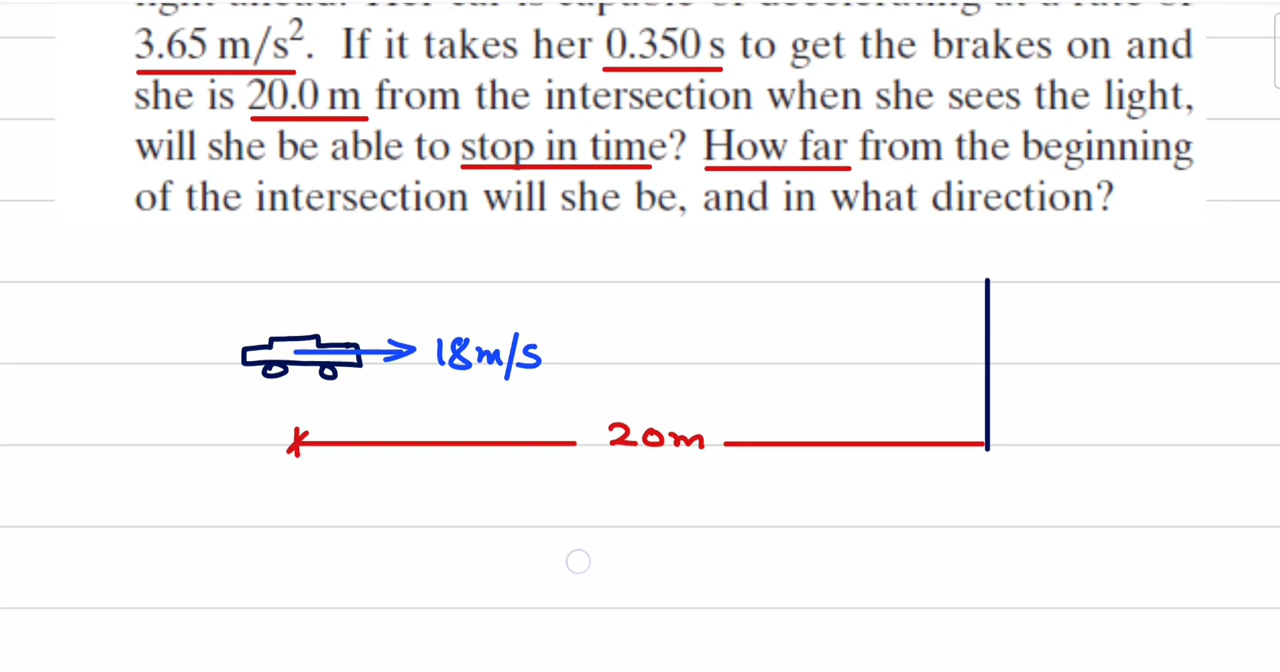 3.65 m/s². If it takes her 0.350 s to get the brakes on and
she is 20.0 m from the intersection when she sees the light,
will she be able to stop in time? How far from the beginning
of the intersection will she be, and in what direction?
18m/s
20m